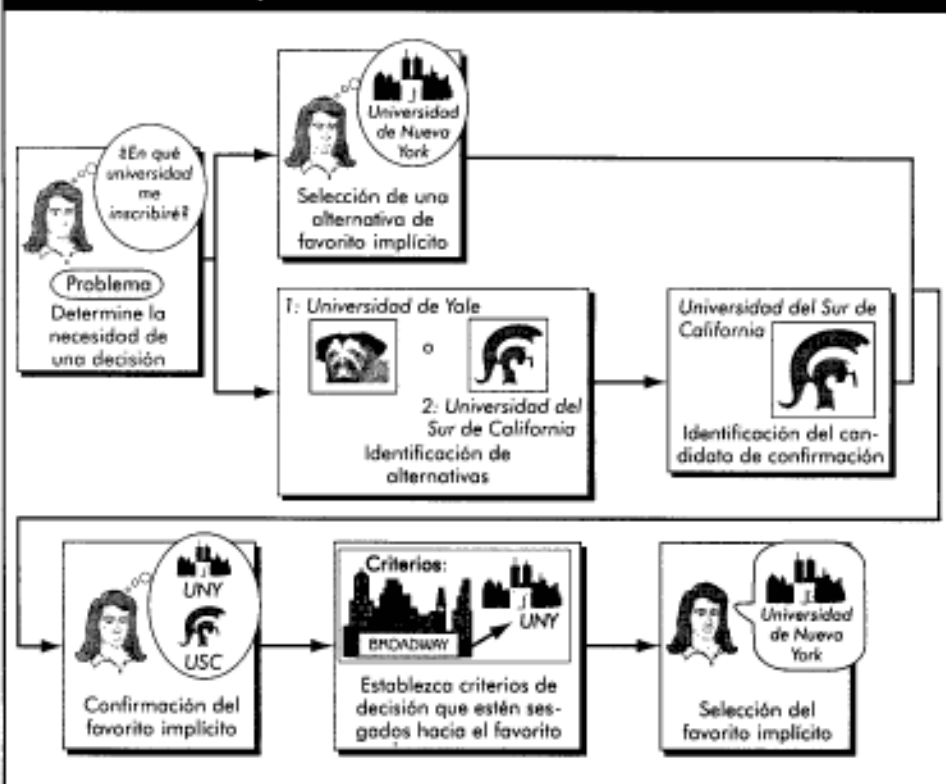 ¿En qué
universidad
me
inscribiré?
Problema
Determine la
necesidad de
una decisión
Universidad
de Nueva
York
Selección de una
alternativa de
favorito implícito
1: Universidad de Yale
o
2: Universidad del
Sur de California
Identificación de
alternativas
Universidad del Sur de
California
Identificación del can-
didato de confirmación
UNY
USC
Confirmación del
favorito implícito
Criterios:
BROADWAY
UNY
Establezca criterios de
decisión que estén ses-
gados hacia el favorito
Universidad
de Nueva
York
Selección del
favorito implícito